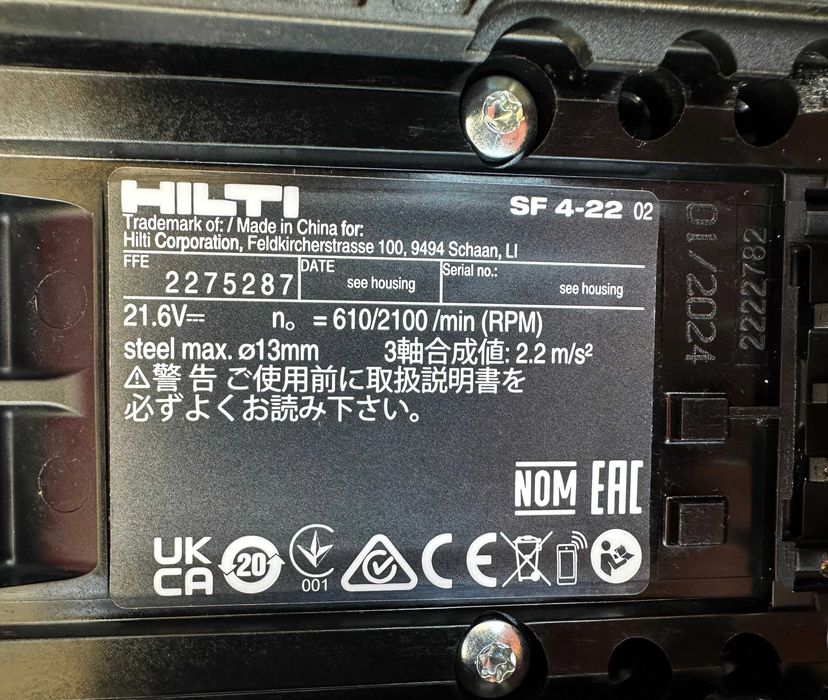 HILTI
SF 4-22 02
Trademark of: / Made in China for:
Hilti Corporation, Feldkircherstrasse 100, 9494 Schaan, LI
FFE
2275287
DATE
see housing
Serial no.:
see housing
21.6V⎓ n₀ = 610/2100 /min (RPM)
steel max. ø13mm 3軸合成値: 2.2 m/s²
⚠警告 ご使用前に取扱説明書を
必ずよくお読み下さい。
NOM EAC
UK
CA
20
001
CE
01/2024
2222782